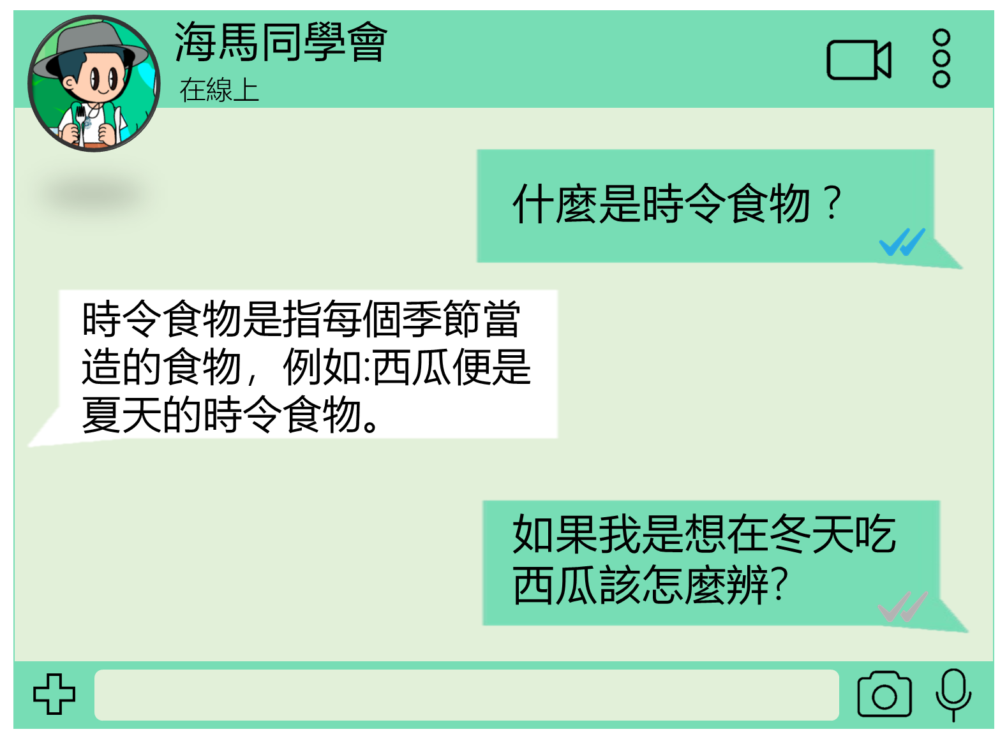 海馬同學會
在線上
什麼是時令食物？
時令食物是指每個季節當
造的食物，例如:西瓜便是
夏天的時令食物。
如果我是想在冬天吃
西瓜該怎麼辨?